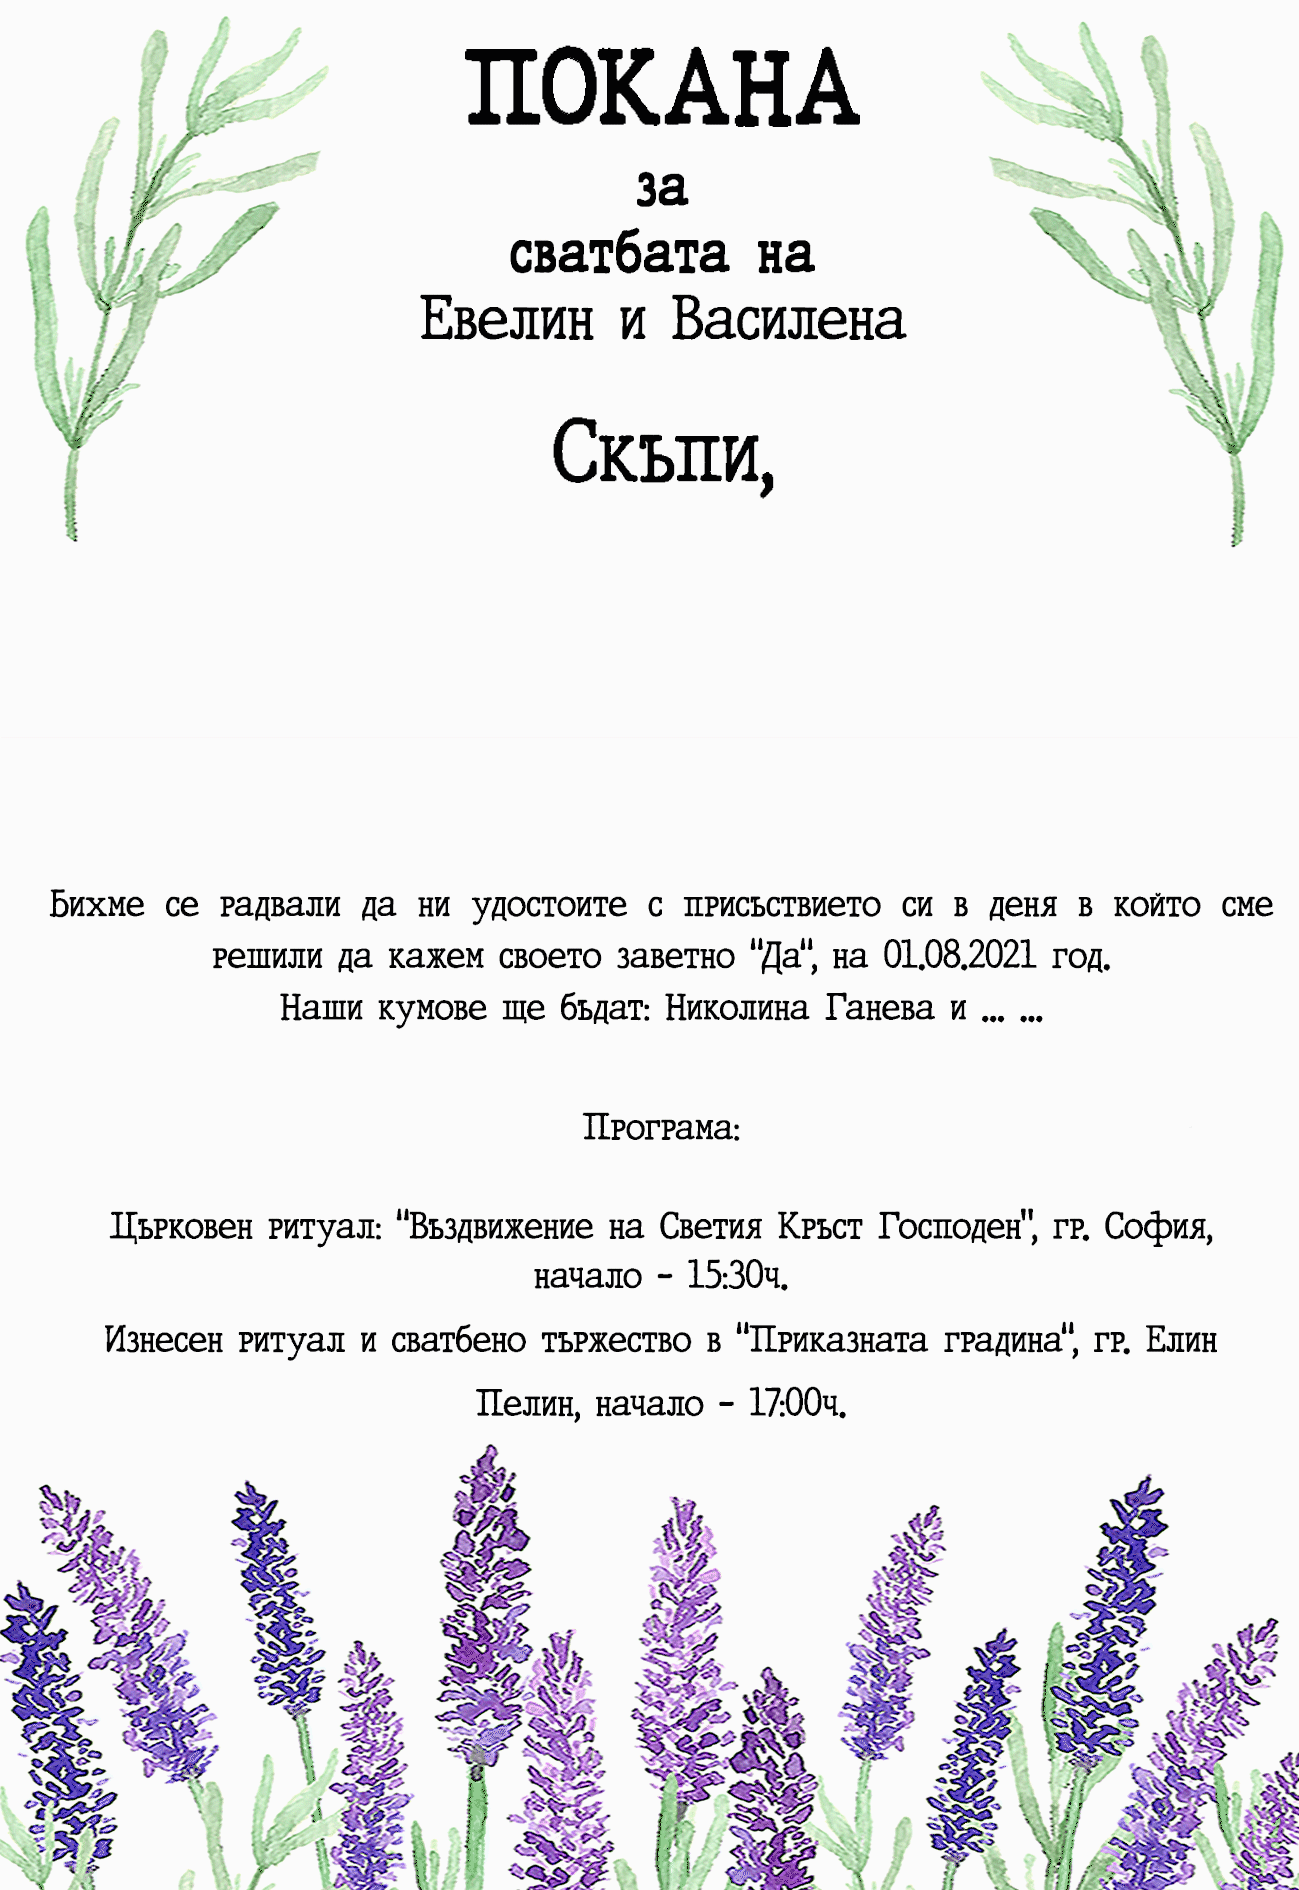 ПОКАНА
за
сватбата на
Евелин и Василена
Скъпи,
Бихме се радвали да ни удостоите с присъствието си в деня в който сме
решили да кажем своето заветно "Да", на 01.08.2021 год.
Наши кумове ще бъдат: Николина Ганева и ... ...
Програма:
Църковен ритуал: "Въздвижение на Светия Кръст Господен", гр. София,
начало - 15:30ч.
Изнесен ритуал и сватбено тържество в "Приказната градина", гр. Елин
Пелин, начало - 17:00ч.